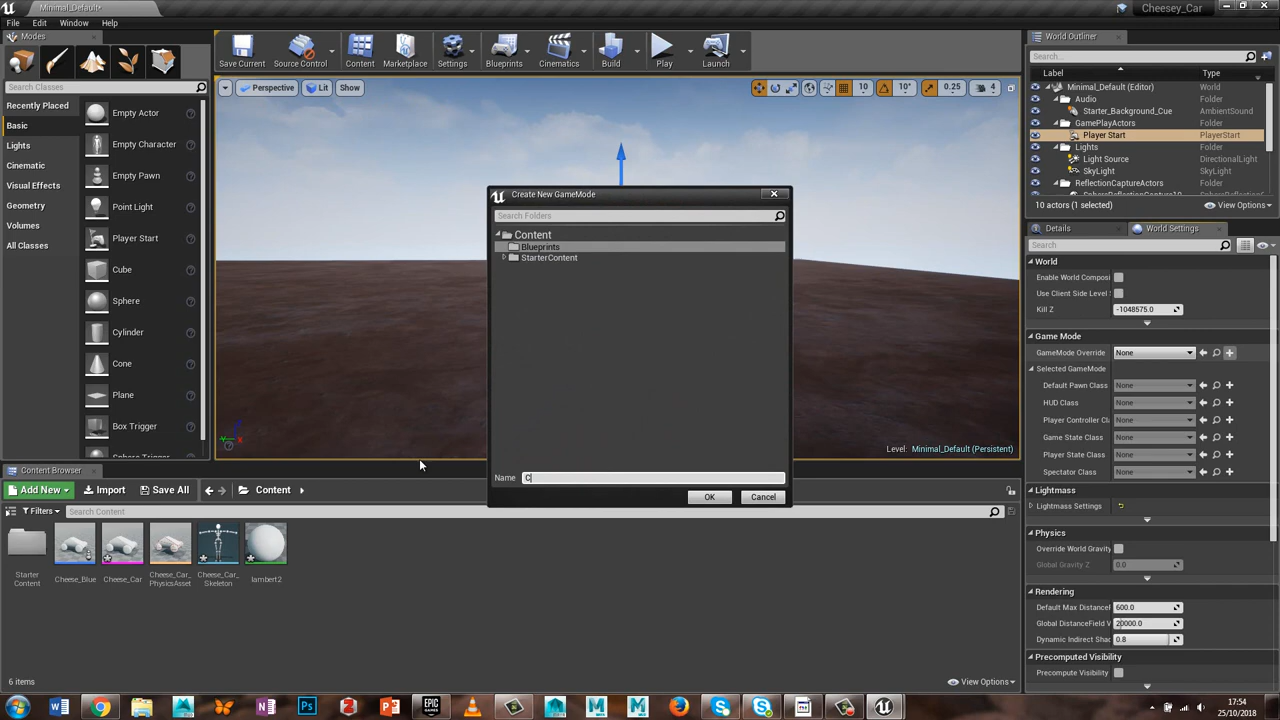 Minimal_Default*
Cheesey_Car
File Edit Window Help
Modes
Search Classes
Recently Placed
Basic
Lights
Cinematic
Visual Effects
Geometry
Volumes
All Classes
Empty Actor
Empty Character
Empty Pawn
Point Light
Player Start
Cube
Sphere
Cylinder
Cone
Plane
Box Trigger
Sphere Trigger
Save Current
Source Control
Content
Marketplace
Settings
Blueprints
Cinematics
Build
Play
Launch
Perspective
Lit
Show
10
10°
0.25
4
Create New GameMode
Search Folders
Content
Blueprints
StarterContent
Name C
OK Cancel
Level: Minimal_Default (Persistent)
World Outliner
Search...
Label Type
Minimal_Default (Editor) World
Audio Folder
Starter_Background_Cue AmbientSound
GamePlayActors Folder
Player Start PlayerStart
Lights Folder
Light Source DirectionalLight
SkyLight SkyLight
ReflectionCaptureActors Folder
10 actors (1 selected) View Options
Details World Settings
Search
World
Enable World Composi
Use Client Side Level
Kill Z -1048575.0
Game Mode
GameMode Override None
Selected GameMode
Default Pawn Class None
HUD Class None
Player Controller Cl None
Game State Class None
Player State Class None
Spectator Class None
Lightmass
Lightmass Settings
Physics
Override World Gravity
Global Gravity Z 0.0
Rendering
Default Max Distance 600.0
Global DistanceField V 20000.0
Dynamic Indirect Shad 0.8
Precomputed Visibility
Precompute Visibility
Content Browser
Add New Import Save All Content
Filters Search Content
Starter Content
Cheese_Blue
Cheese_Car
Cheese_Car_PhysicsAsset
Cheese_Car_Skeleton
lambert2
6 items View Options
17:54
25/10/2018